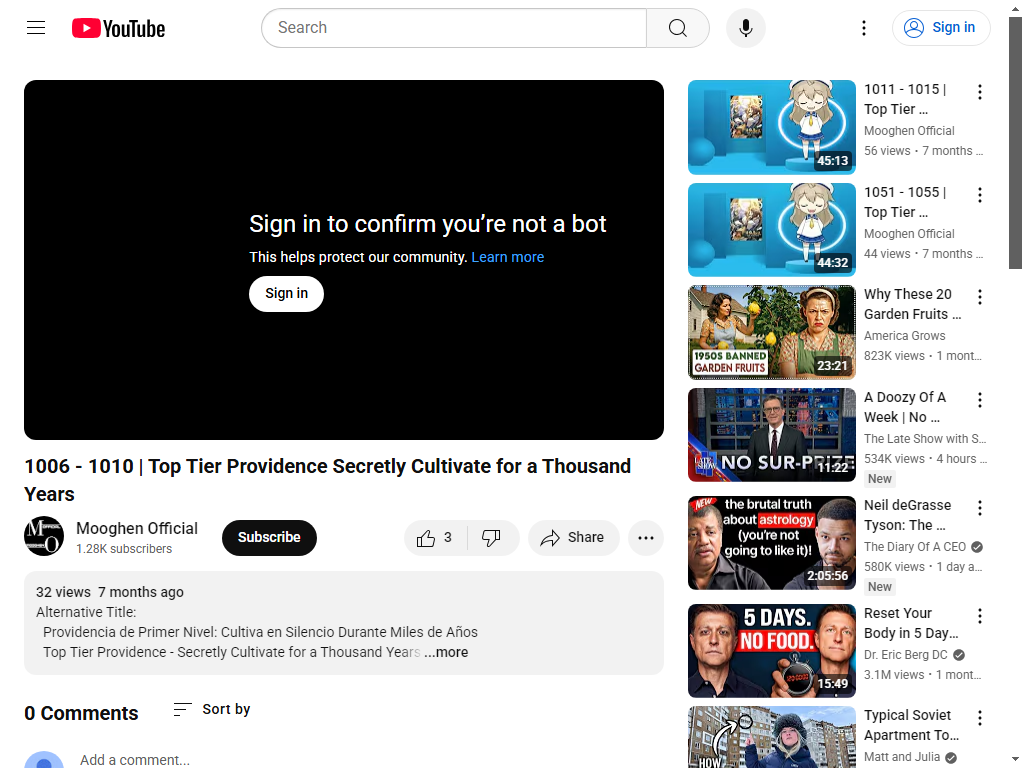 YouTube
Search
Sign in
Sign in to confirm you’re not a bot
This helps protect our community. Learn more
Sign in
1006 - 1010 | Top Tier Providence Secretly Cultivate for a Thousand
Years
Mooghen Official
1.28K subscribers
Subscribe
3
Share
32 views 7 months ago
Alternative Title:
Providencia de Primer Nivel: Cultiva en Silencio Durante Miles de Años
Top Tier Providence - Secretly Cultivate for a Thousand Years ...more
0 Comments
Sort by
Add a comment...
45:13
1011 - 1015 |
Top Tier ...
Mooghen Official
56 views • 7 months ...
44:32
1051 - 1055 |
Top Tier ...
Mooghen Official
44 views • 7 months ...
1950S BANNED
GARDEN FRUITS
23:21
Why These 20
Garden Fruits ...
America Grows
823K views • 1 mont...
LATE SHOW
NO SUR-PRIZE
11:22
A Doozy Of A
Week | No ...
The Late Show with S...
534K views • 4 hours ...
New
NEW
the brutal truth
about astrology
(you're not
going to like it)!
2:05:56
Neil deGrasse
Tyson: The ...
The Diary Of A CEO
580K views • 1 day a...
New
5 DAYS.
NO FOOD.
15:49
Reset Your
Body in 5 Day...
Dr. Eric Berg DC
3.1M views • 1 mont...
HOW
Typical Soviet
Apartment To...
Matt and Julia